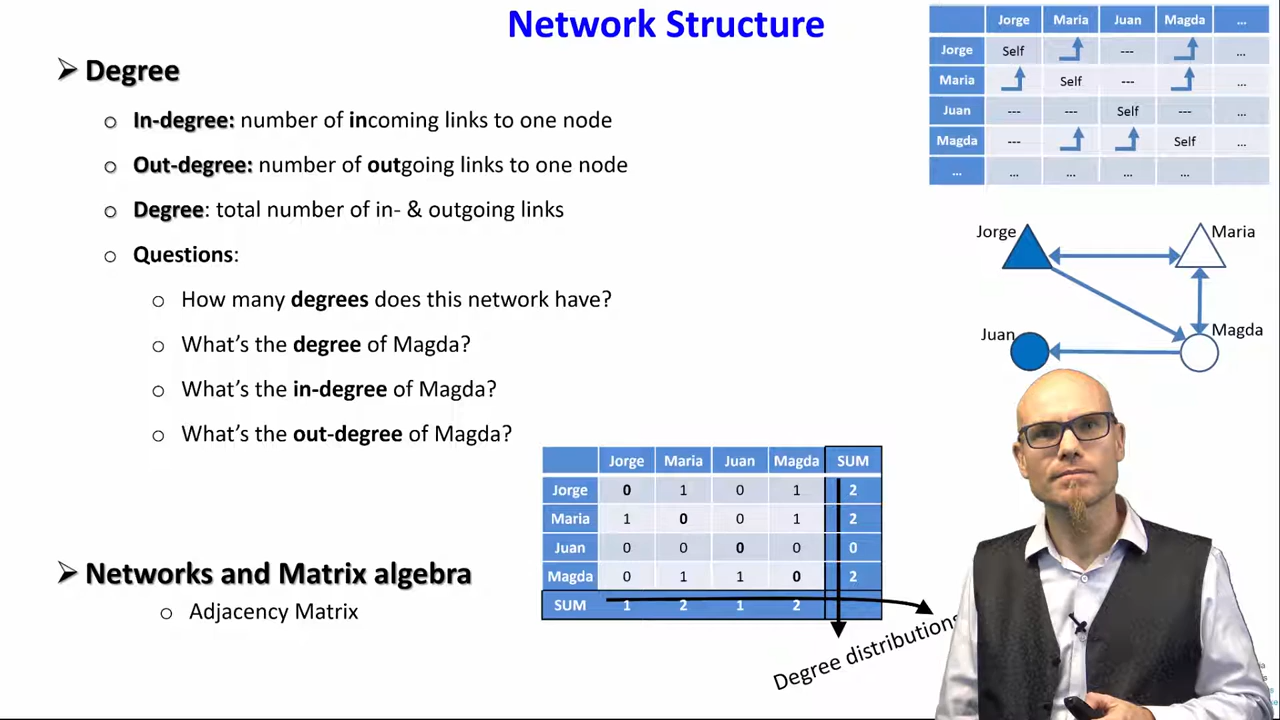 Network Structure
➢ Degree
o In-degree: number of incoming links to one node
o Out-degree: number of outgoing links to one node
o Degree: total number of in- & outgoing links
o Questions:
o How many degrees does this network have?
o What's the degree of Magda?
o What's the in-degree of Magda?
o What's the out-degree of Magda?
➢ Networks and Matrix algebra
o Adjacency Matrix
Jorge Maria Juan Magda SUM
Jorge 0 1 0 1 2
Maria 1 0 0 1 2
Juan 0 0 0 0 0
Magda 0 1 1 0 2
SUM 1 2 1 2
Degree distributions
Jorge Maria Juan Magda ...
Jorge Self --- ...
Maria Self --- ...
Juan --- --- Self --- ...
Magda --- Self ...
... ... ... ... ...
Jorge Maria
Juan Magda